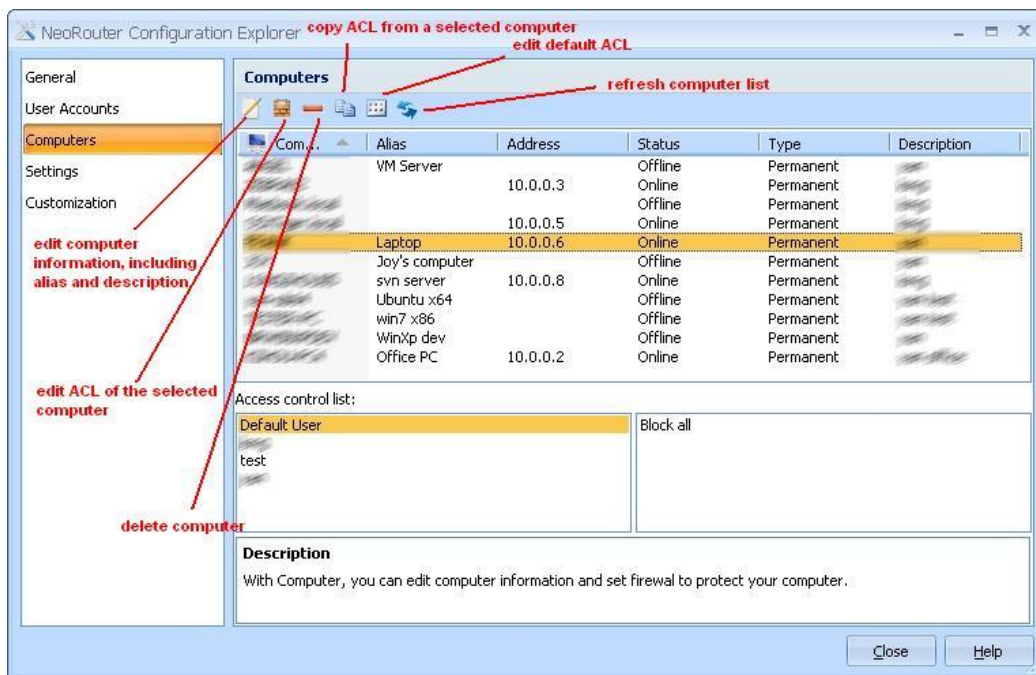 copy ACL from a selected computer
NeoRouter Configuration Explorer
edit default ACL
General
User Accounts
Computers
Settings
Customization
Computers
refresh computer list
Com... Alias Address Status Type Description
VM Server Offline Permanent
10.0.0.3 Online Permanent
Offline Permanent
10.0.0.5 Online Permanent
Laptop 10.0.0.6 Online Permanent
Joy's computer Offline Permanent
svn server 10.0.0.8 Online Permanent
Ubuntu x64 Offline Permanent
win7 x86 Offline Permanent
WinXp dev Offline Permanent
Office PC 10.0.0.2 Online Permanent
edit computer
information, including
alias and description
edit ACL of the selected
computer
delete computer
Access control list:
Default User
test
Block all
Description
With Computer, you can edit computer information and set firewal to protect your computer.
Close Help